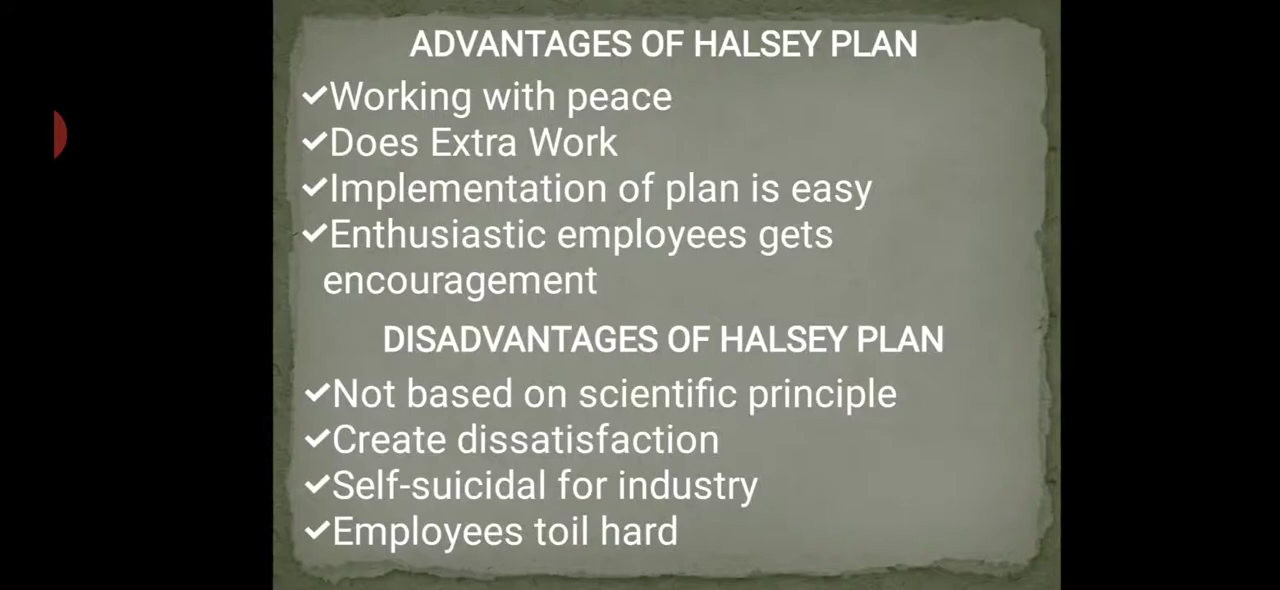 ADVANTAGES OF HALSEY PLAN
✓Working with peace
✓Does Extra Work
✓Implementation of plan is easy
✓Enthusiastic employees gets
encouragement
DISADVANTAGES OF HALSEY PLAN
✓Not based on scientific principle
✓Create dissatisfaction
✓Self-suicidal for industry
✓Employees toil hard